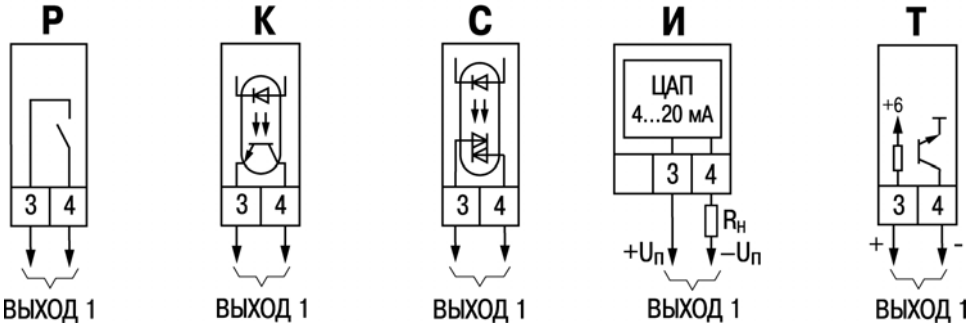 Р К С И Т
ЦАП
4...20 мА
+6
3 4 3 4 3 4 3 4 3 4
Rн
+Uп –Uп + -
ВЫХОД 1 ВЫХОД 1 ВЫХОД 1 ВЫХОД 1 ВЫХОД 1